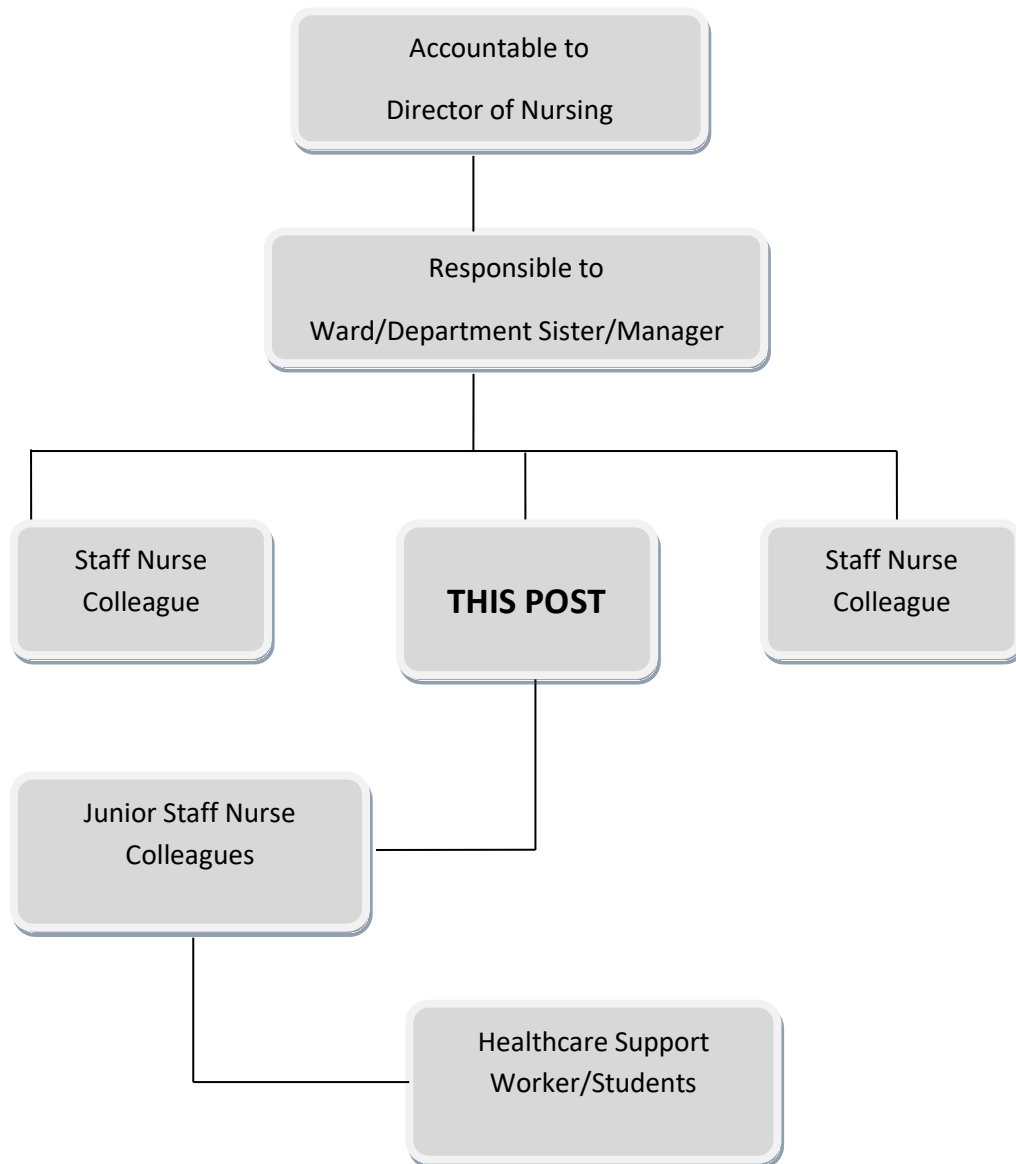 Accountable to
Director of Nursing
Responsible to
Ward/Department Sister/Manager
Staff Nurse
Colleague
THIS POST
Staff Nurse
Colleague
Junior Staff Nurse
Colleagues
Healthcare Support
Worker/Students